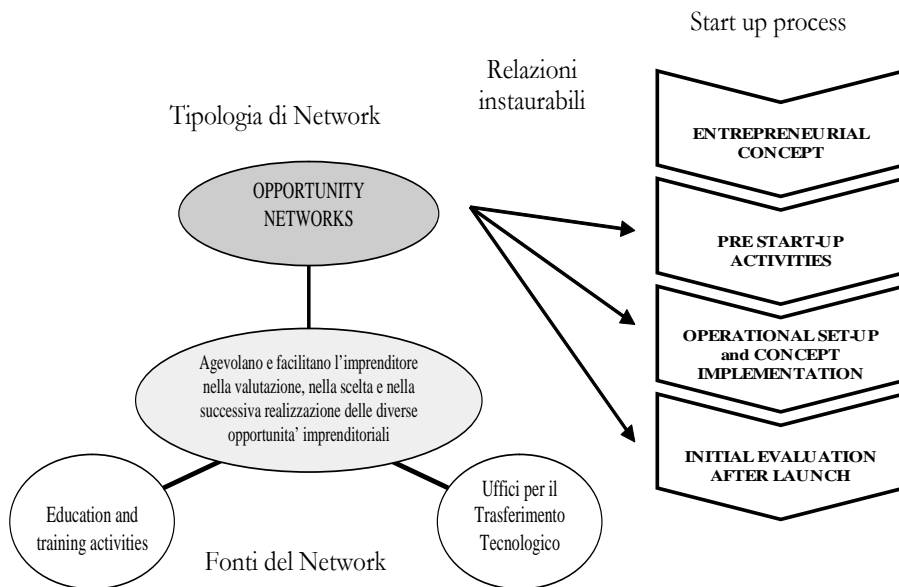 Start up process
Relazioni
instaurabili
Tipologia di Network
ENTREPRENEURIAL
CONCEPT
OPPORTUNITY
NETWORKS
PRE START-UP
ACTIVITIES
OPERATIONAL SET-UP
and CONCEPT
IMPLEMENTATION
Agevolano e facilitano l’imprenditore
nella valutazione, nella scelta e nella
successiva realizzazione delle diverse
opportunita’ imprenditoriali
INITIAL EVALUATION
AFTER LAUNCH
Education and
training activities
Uffici per il
Trasferimento
Tecnologico
Fonti del Network